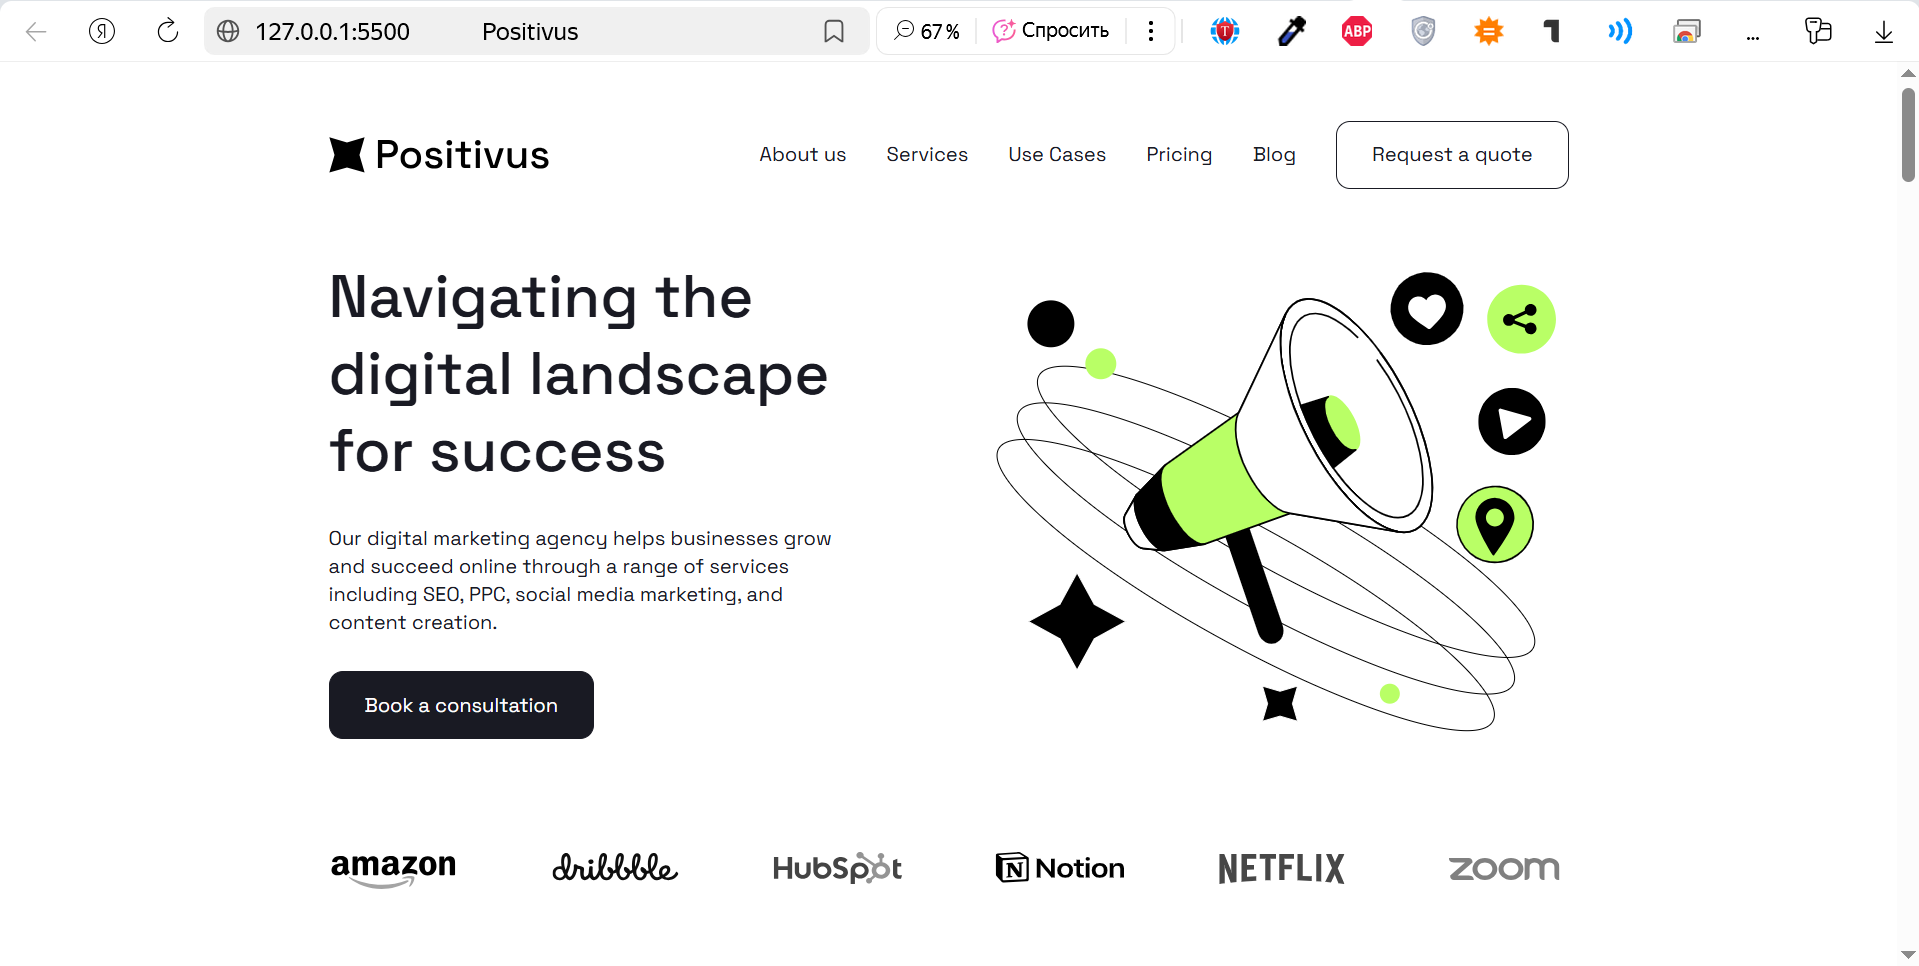 Я 127.0.0.1:5500 Positivus 67% Спросить T ABP ...
Positivus About us Services Use Cases Pricing Blog Request a quote
Navigating the
digital landscape
for success
Our digital marketing agency helps businesses grow
and succeed online through a range of services
including SEO, PPC, social media marketing, and
content creation.
Book a consultation
amazon dribbble HubSpot N Notion NETFLIX zoom